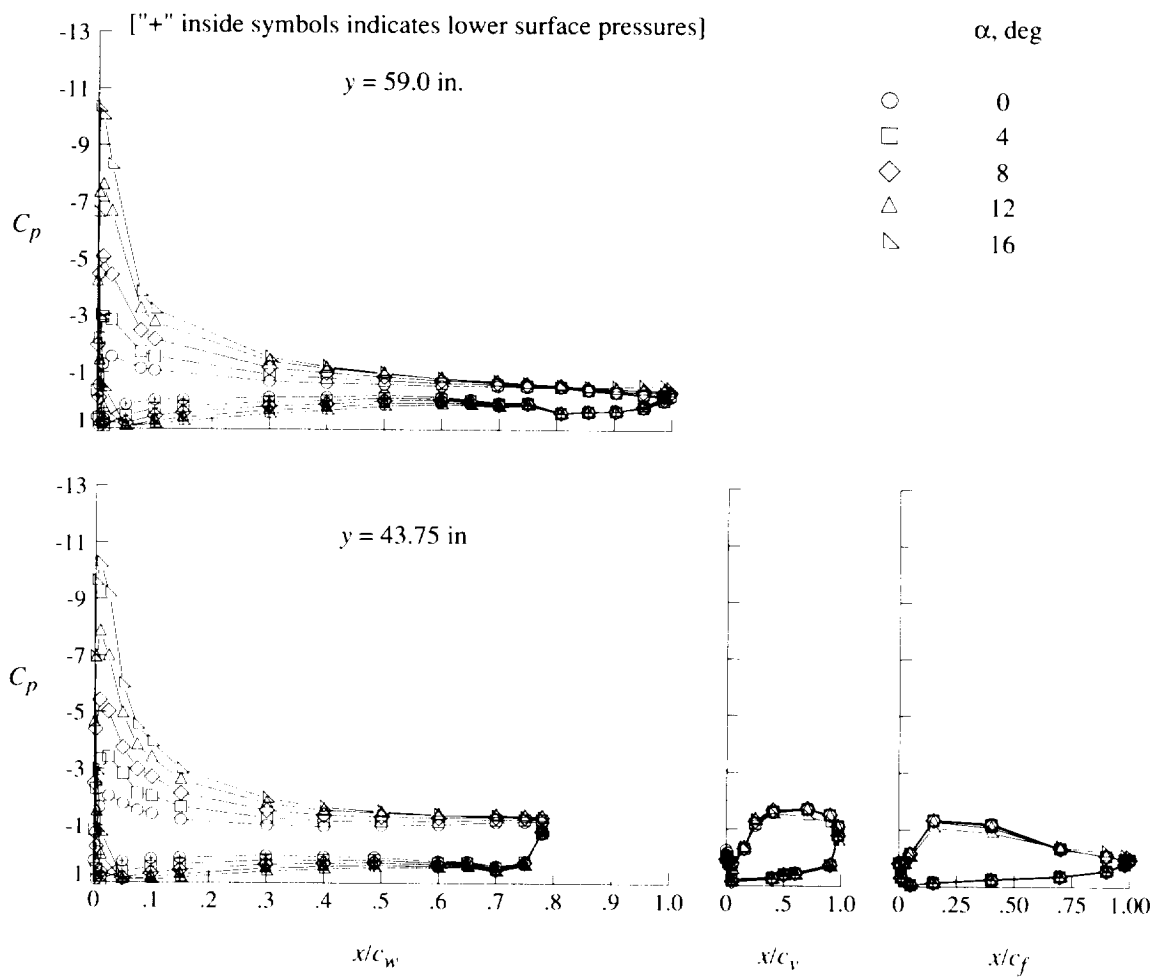 ["+" inside symbols indicates lower surface pressures]
α, deg
y = 59.0 in.
0
4
8
12
16
-13
-11
-9
-7
-5
-3
-1
1
C_p
y = 43.75 in
-13
-11
-9
-7
-5
-3
-1
1
C_p
0 .1 .2 .3 .4 .5 .6 .7 .8 .9 1.0
0 .5 1.0
0 .25 .50 .75 1.00
x/c_w
x/c_v
x/c_f